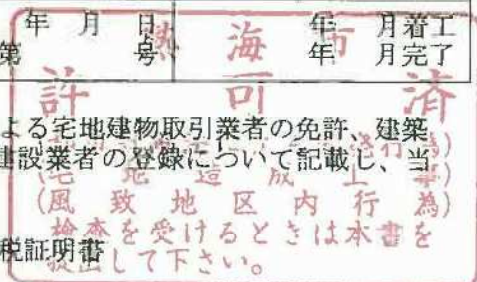 年 月 日 年 月着工
第 号 年 月完了
熱海市
許可済
よる宅地建物取引業者の免許、建築
建設業者の登録について記載し、当
(宅地造成工事)
(風致地区内行為)
検査を受けるときは本書を
提出して下さい。
税証明書